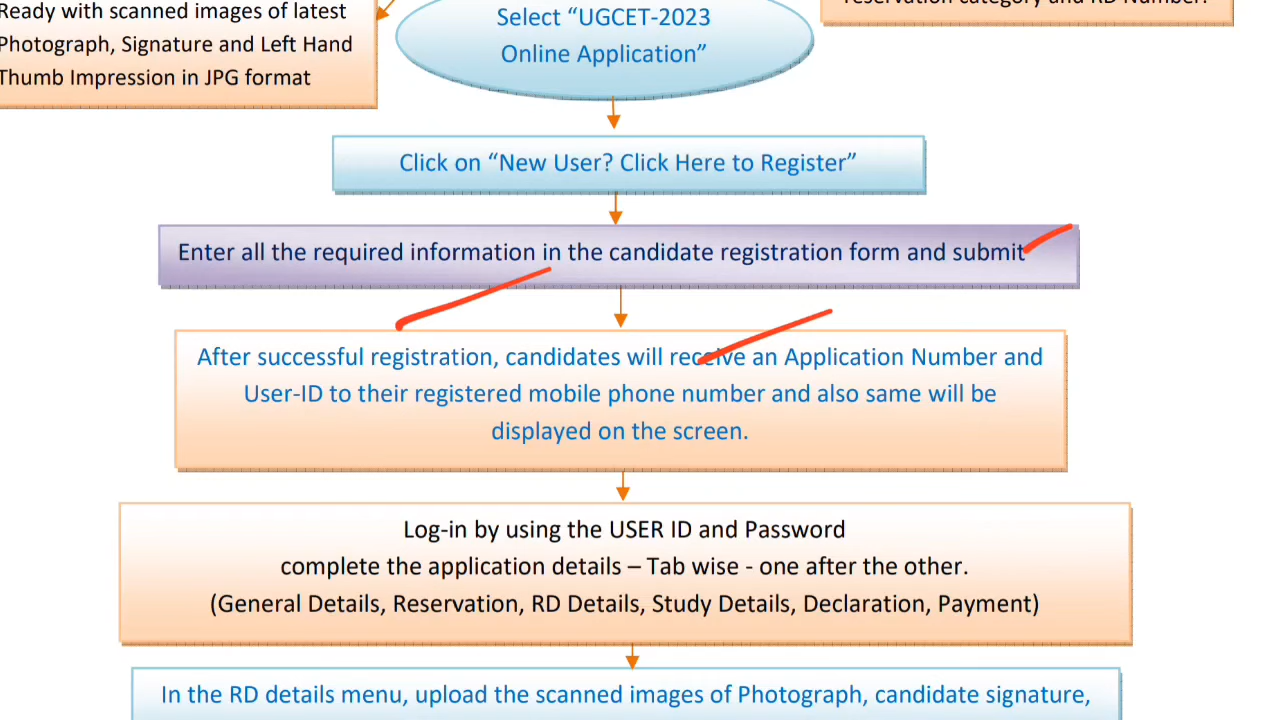 Ready with scanned images of latest
Photograph, Signature and Left Hand
Thumb Impression in JPG format
Select “UGCET-2023
Online Application”
reservation category and RD Number.
Click on “New User? Click Here to Register”
Enter all the required information in the candidate registration form and submit
After successful registration, candidates will receive an Application Number and
User-ID to their registered mobile phone number and also same will be
displayed on the screen.
Log-in by using the USER ID and Password
complete the application details – Tab wise - one after the other.
(General Details, Reservation, RD Details, Study Details, Declaration, Payment)
In the RD details menu, upload the scanned images of Photograph, candidate signature,